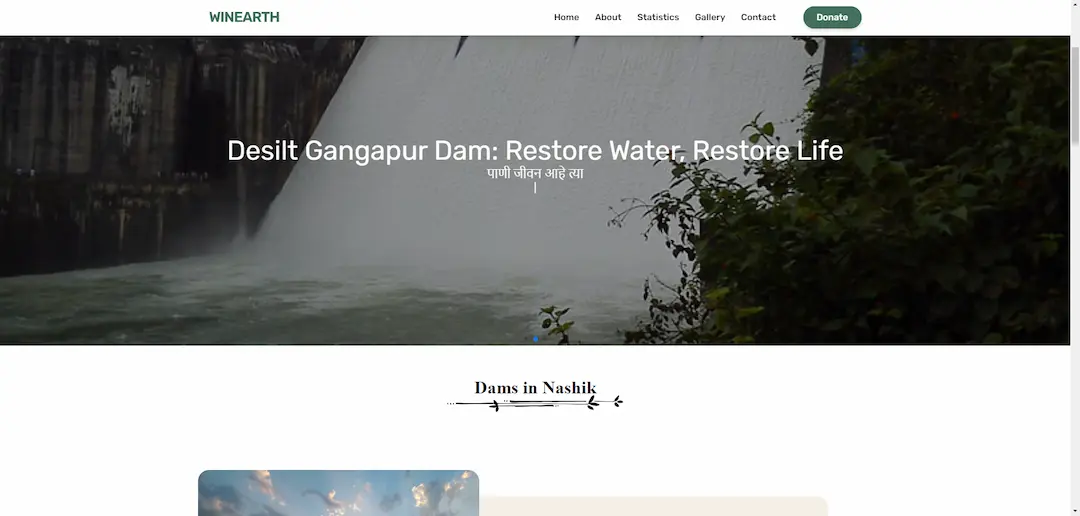 WINEARTH
Home About Statistics Gallery Contact Donate
Desilt Gangapur Dam: Restore Water, Restore Life
पाणी जीवन आहे त्या
Dams in Nashik